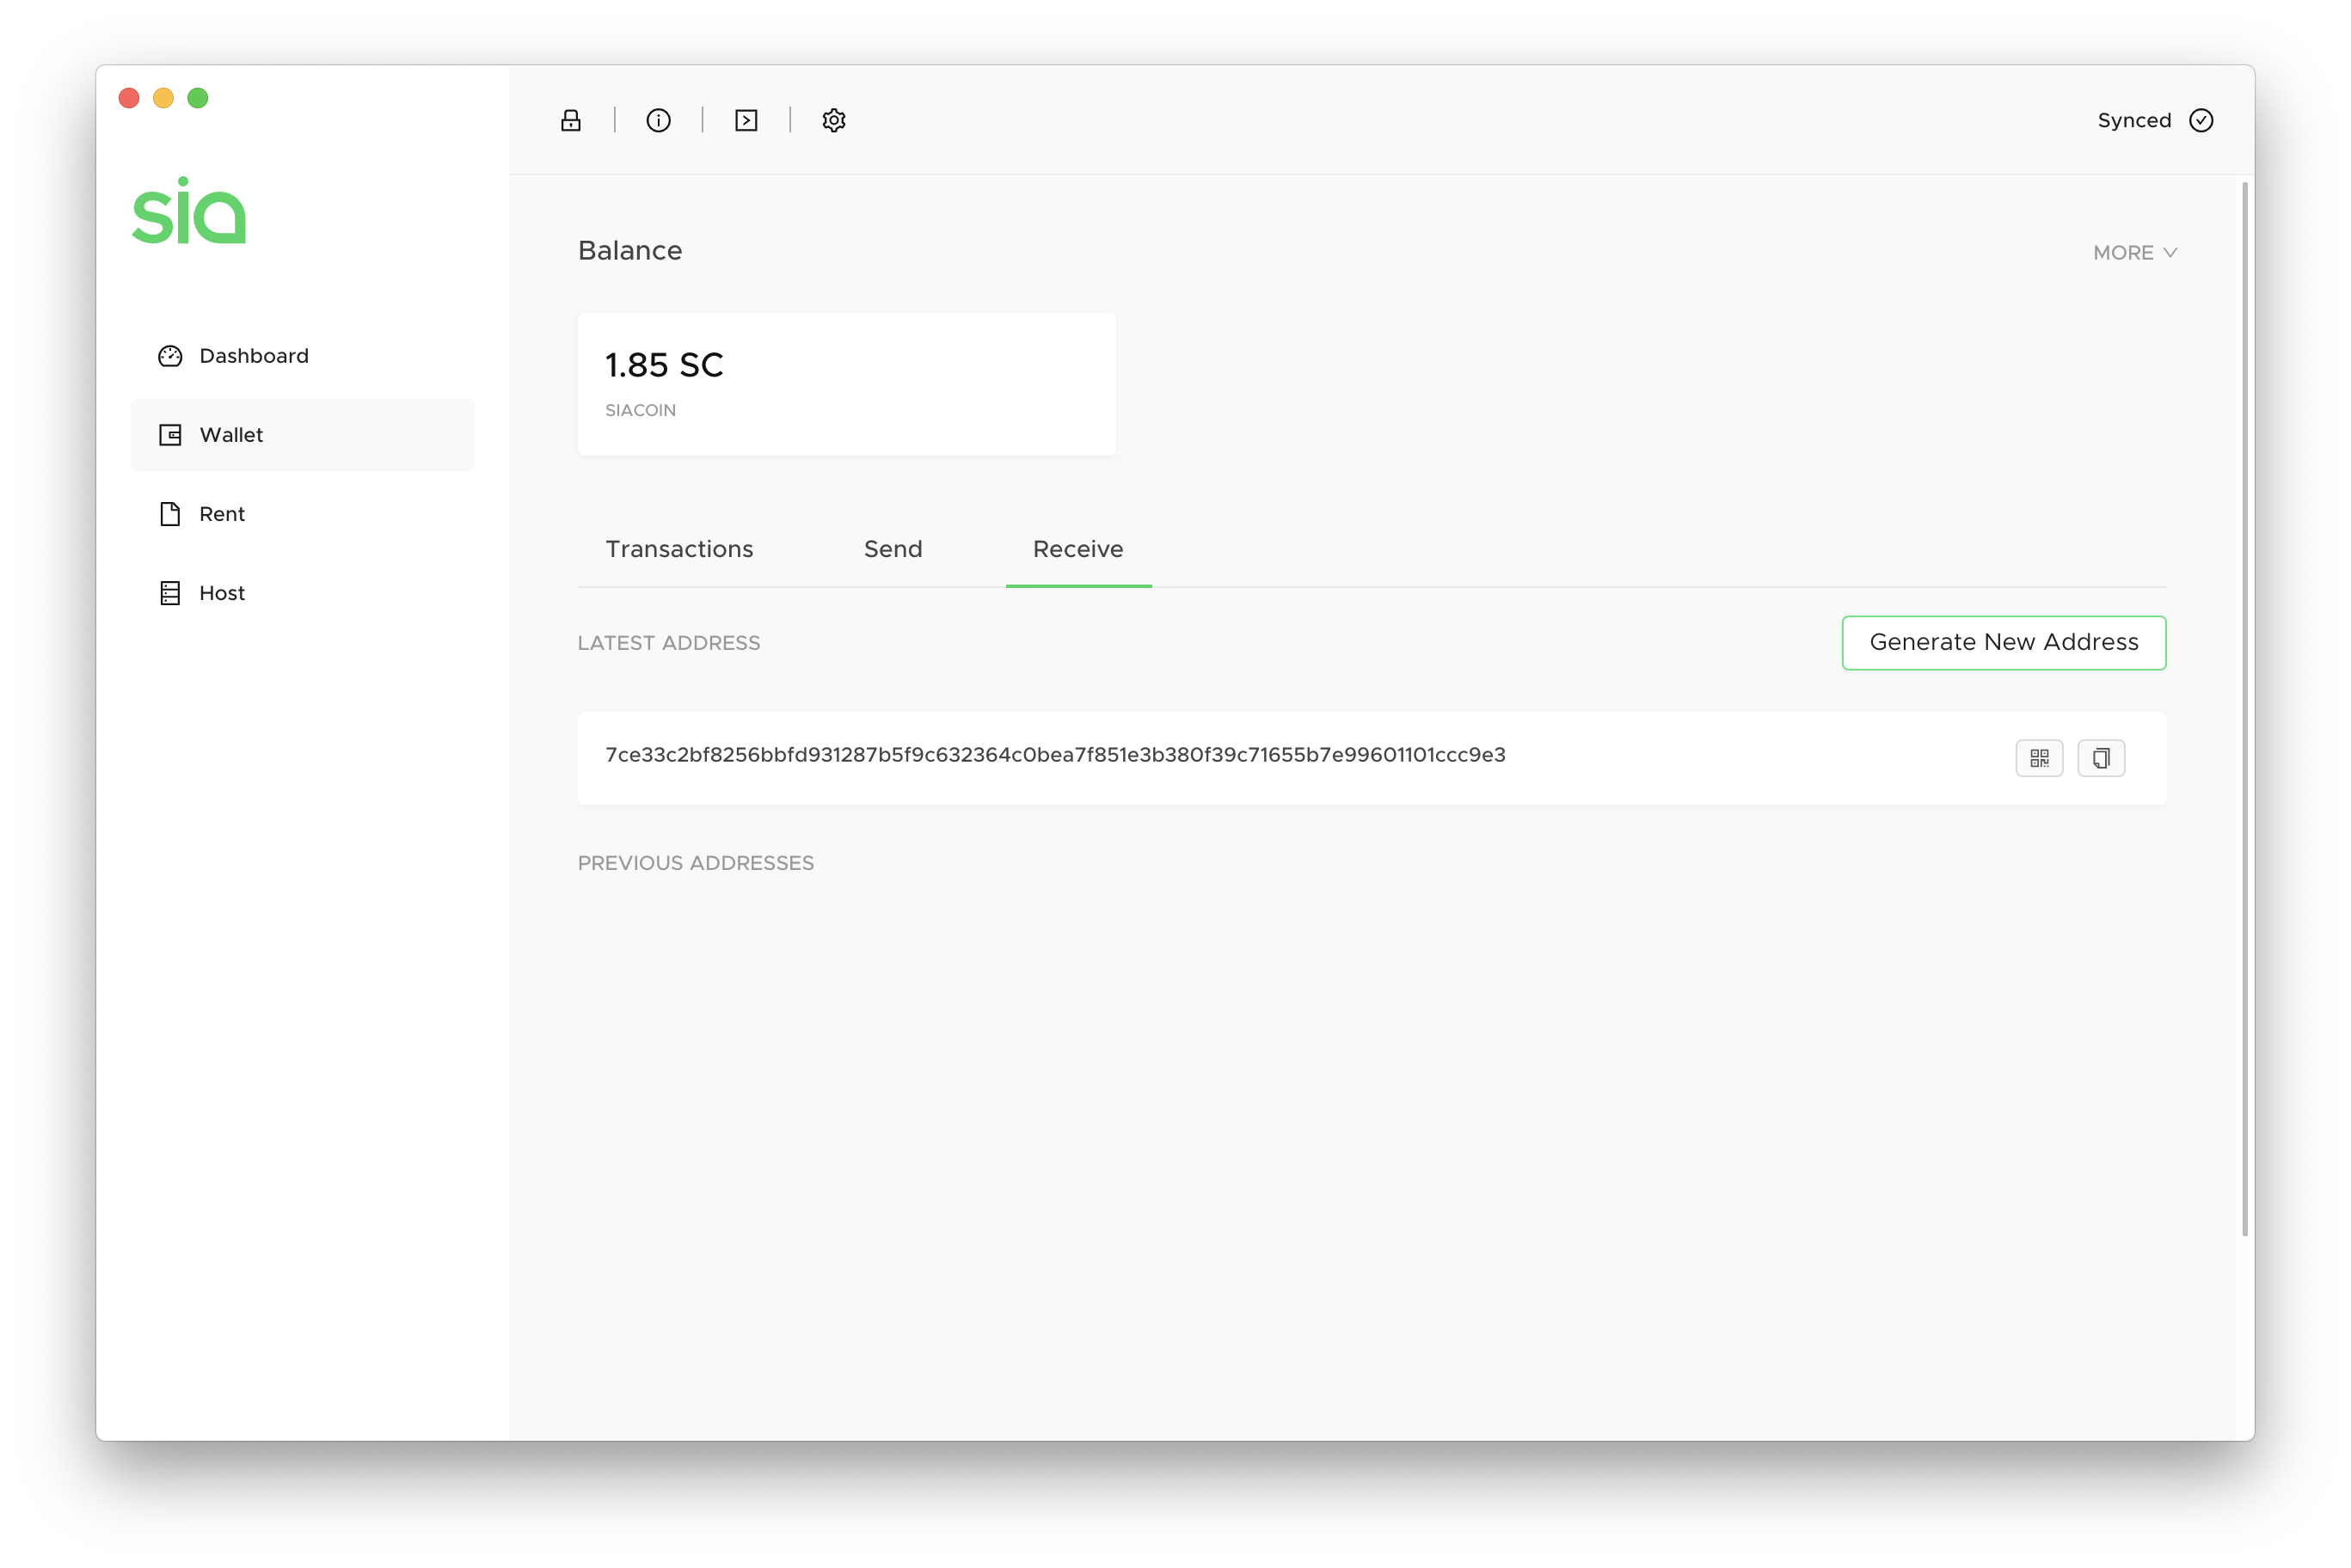 Synced
sia
Dashboard
Wallet
Rent
Host
Balance
MORE
1.85 SC
SIACOIN
Transactions
Send
Receive
LATEST ADDRESS
Generate New Address
7ce33c2bf8256bbfd931287b5f9c632364c0bea7f851e3b380f39c71655b7e99601101ccc9e3
PREVIOUS ADDRESSES